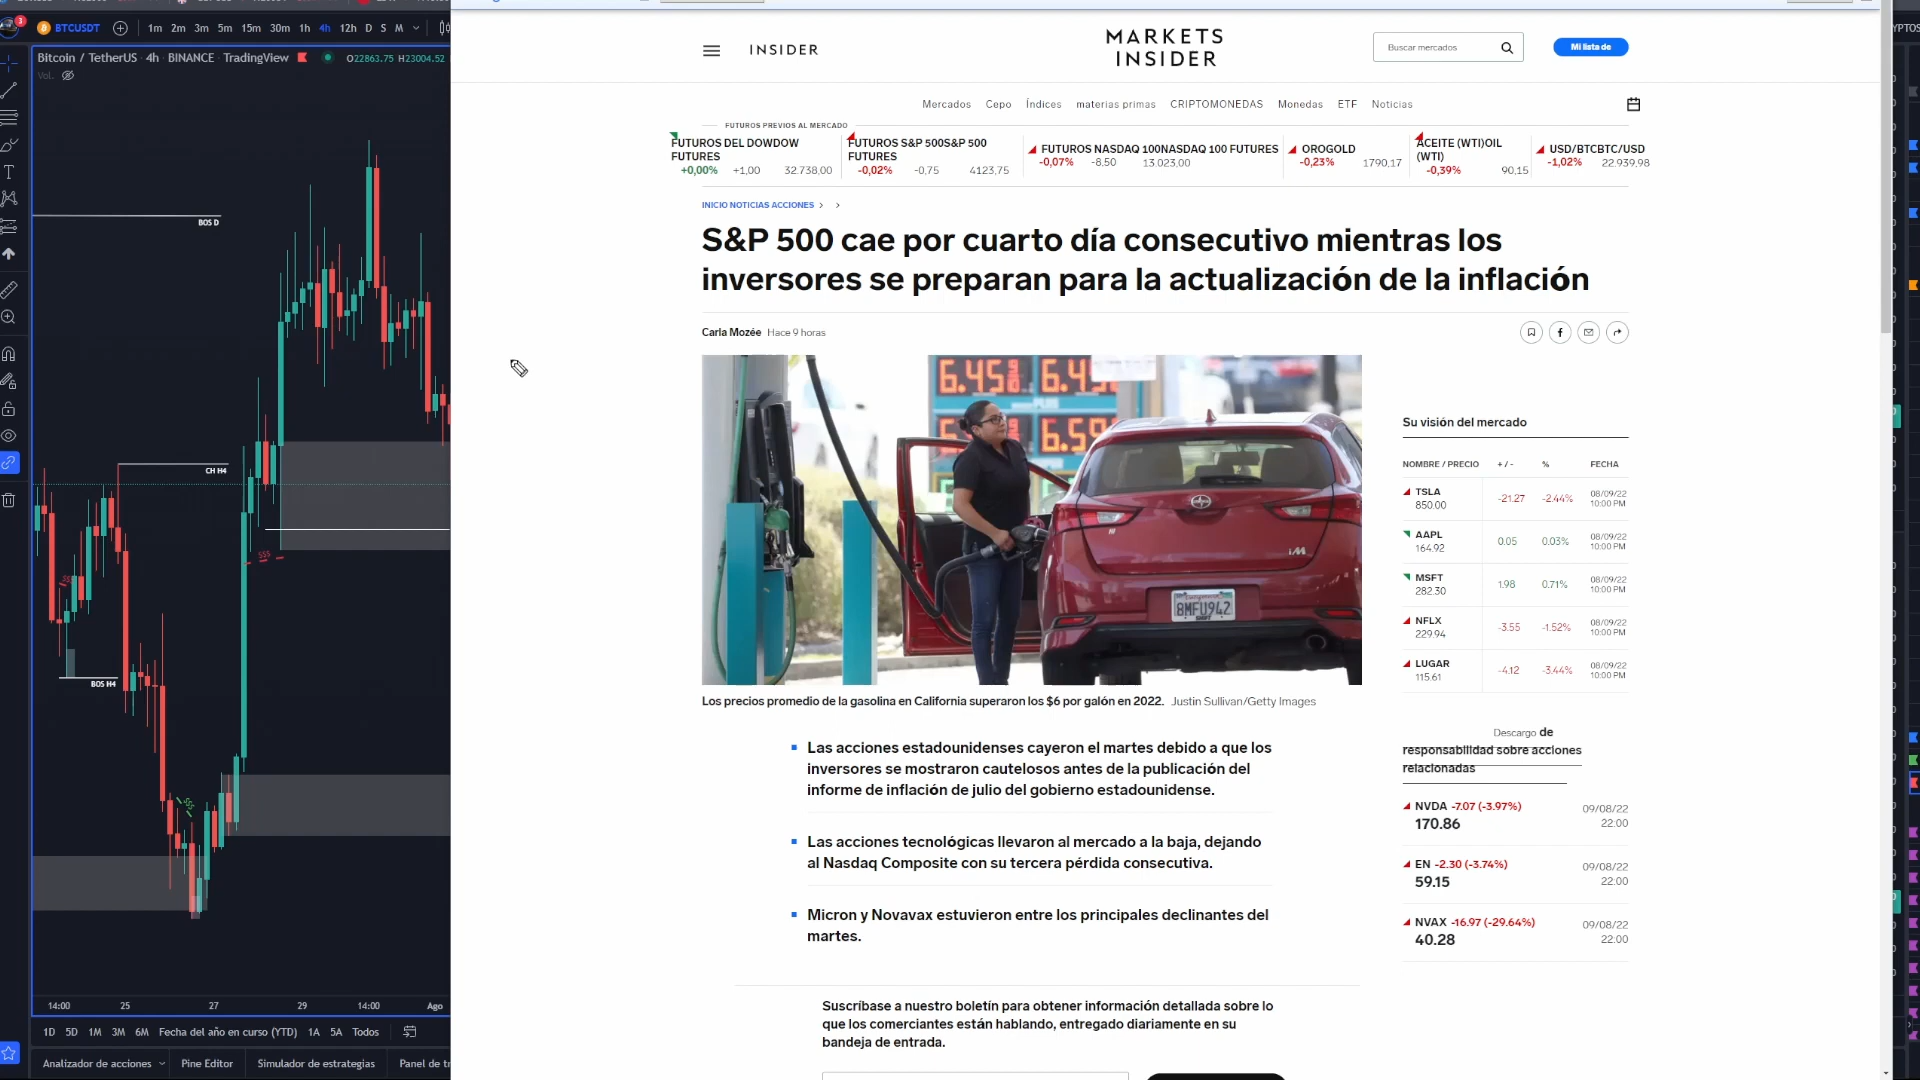 3
BTCUSDT
1m 2m 3m 5m 15m 30m 1h 4h 12h D S M
Bitcoin / TetherUS · 4h · BINANCE · TradingView
O22863.75 H23004.52
Vol.
BOS D
CH H4
$$$
$$$
BOS H4
$$$
14:00 25 27 29 14:00 Ago
1D 5D 1M 3M 6M Fecha del año en curso (YTD) 1A 5A Todos
Analizador de acciones Pine Editor Simulador de estrategias Panel de tr
INSIDER
MARKETS
INSIDER
Buscar mercados
Mi lista de
Mercados Cepo Índices materias primas CRIPTOMONEDAS Monedas ETF Noticias
FUTUROS PREVIOS AL MERCADO
FUTUROS DEL DOWDOW
FUTUROS
+0,00% +1,00 32.738,00
FUTUROS S&P 500S&P 500
FUTURES
-0,02% -0,75 4123,75
FUTUROS NASDAQ 100NASDAQ 100 FUTURES
-0,07% -8,50 13.023,00
OROGOLD
-0,23% 1790,17
ACEITE (WTI)OIL
(WTI)
-0,39% 90,15
USD/BTCBTC/USD
-1,02% 22.939,98
INICIO NOTICIAS ACCIONES > >
S&P 500 cae por cuarto día consecutivo mientras los
inversores se preparan para la actualización de la inflación
Carla Mozée Hace 9 horas
6.45
6.59
8MFU942
iM
Los precios promedio de la gasolina en California superaron los $6 por galón en 2022. Justin Sullivan/Getty Images
Las acciones estadounidenses cayeron el martes debido a que los
inversores se mostraron cautelosos antes de la publicación del
informe de inflación de julio del gobierno estadounidense.
Las acciones tecnológicas llevaron al mercado a la baja, dejando
al Nasdaq Composite con su tercera pérdida consecutiva.
Micron y Novavax estuvieron entre los principales declinantes del
martes.
Suscríbase a nuestro boletín para obtener información detallada sobre lo
que los comerciantes están hablando, entregado diariamente en su
bandeja de entrada.
Su visión del mercado
NOMBRE / PRECIO + / - % FECHA
TSLA
850.00 -21.27 -2.44% 08/09/22
10:00 PM
AAPL
164.92 0.05 0.03% 08/09/22
10:00 PM
MSFT
282.30 1.98 0.71% 08/09/22
10:00 PM
NFLX
229.94 -3.55 -1.52% 08/09/22
10:00 PM
LUGAR
115.61 -4.12 -3.44% 08/09/22
10:00 PM
Descargo de
responsabilidad sobre acciones
relacionadas
NVDA -7.07 (-3.97%) 09/08/22
170.86 22:00
EN -2.30 (-3.74%) 09/08/22
59.15 22:00
NVAX -16.97 (-29.64%) 09/08/22
40.28 22:00
YPTOS